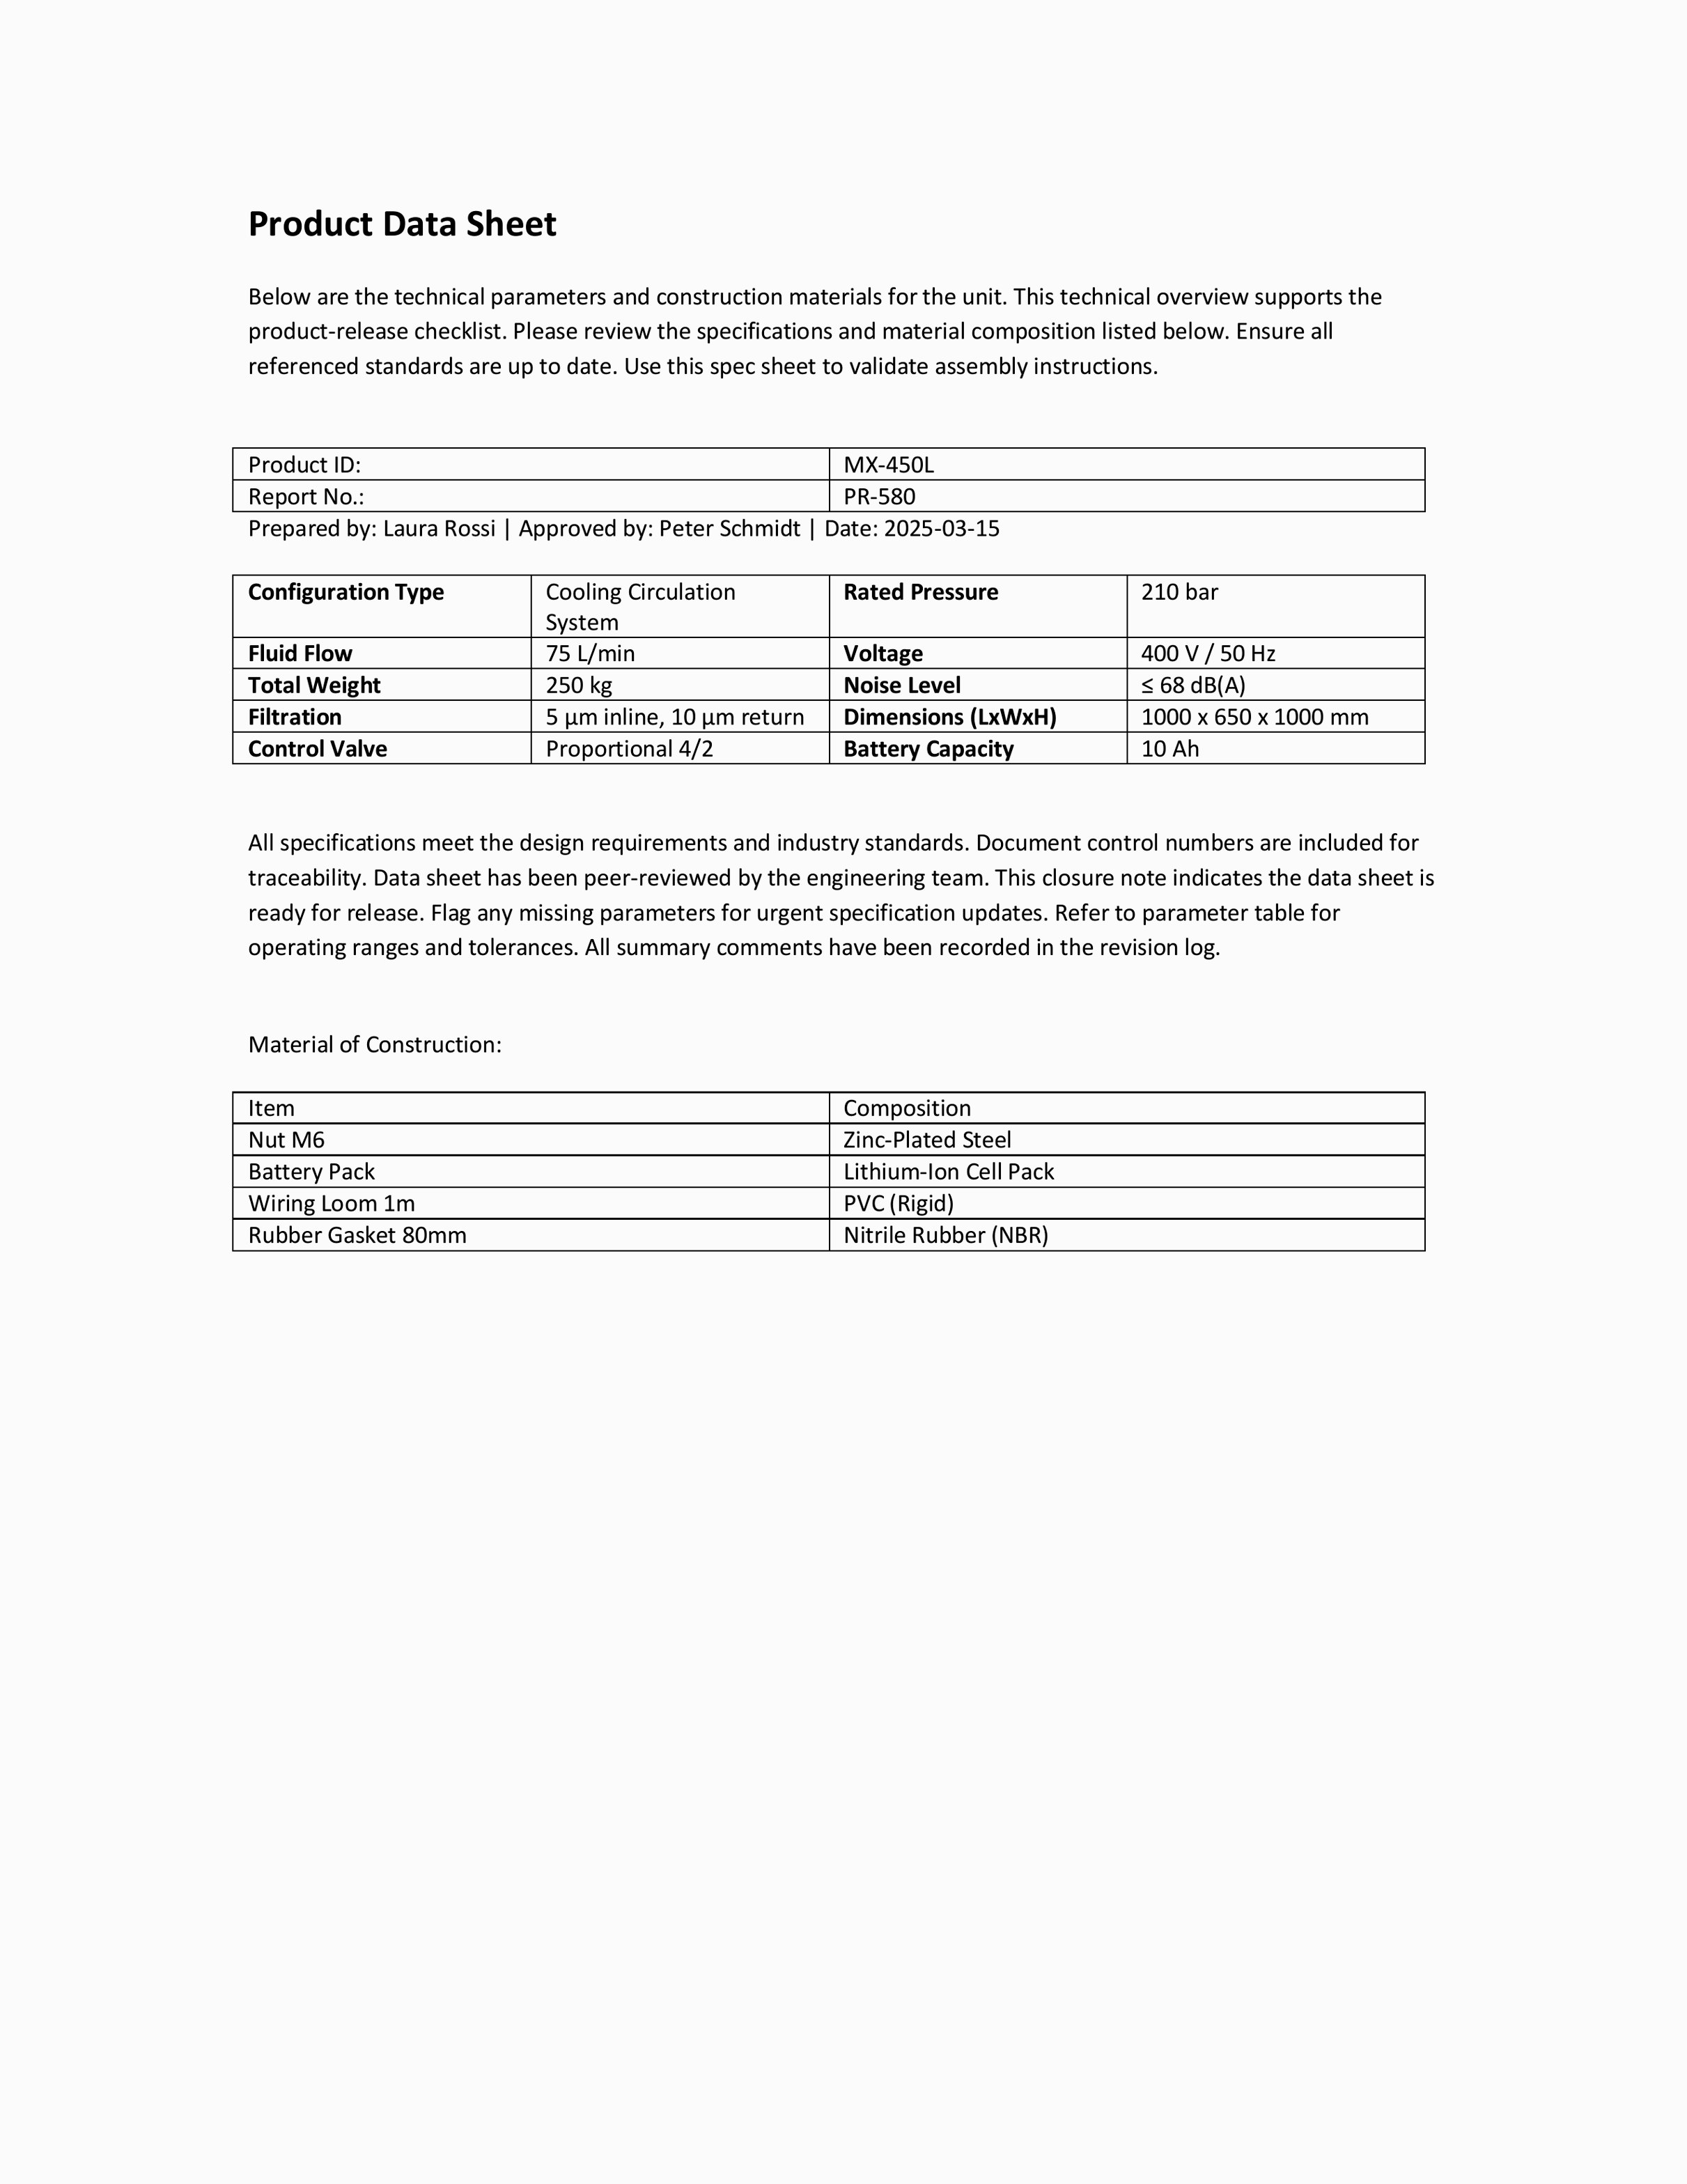 Product Data Sheet
Below are the technical parameters and construction materials for the unit. This technical overview supports the
product-release checklist. Please review the specifications and material composition listed below. Ensure all
referenced standards are up to date. Use this spec sheet to validate assembly instructions.
Product ID: MX-450L
Report No.: PR-580
Prepared by: Laura Rossi | Approved by: Peter Schmidt | Date: 2025-03-15
Configuration Type Cooling Circulation Rated Pressure 210 bar
System
Fluid Flow 75 L/min Voltage 400 V / 50 Hz
Total Weight 250 kg Noise Level ≤ 68 dB(A)
Filtration 5 µm inline, 10 µm return Dimensions (LxWxH) 1000 x 650 x 1000 mm
Control Valve Proportional 4/2 Battery Capacity 10 Ah
All specifications meet the design requirements and industry standards. Document control numbers are included for
traceability. Data sheet has been peer-reviewed by the engineering team. This closure note indicates the data sheet is
ready for release. Flag any missing parameters for urgent specification updates. Refer to parameter table for
operating ranges and tolerances. All summary comments have been recorded in the revision log.
Material of Construction:
Item Composition
Nut M6 Zinc-Plated Steel
Battery Pack Lithium-Ion Cell Pack
Wiring Loom 1m PVC (Rigid)
Rubber Gasket 80mm Nitrile Rubber (NBR)